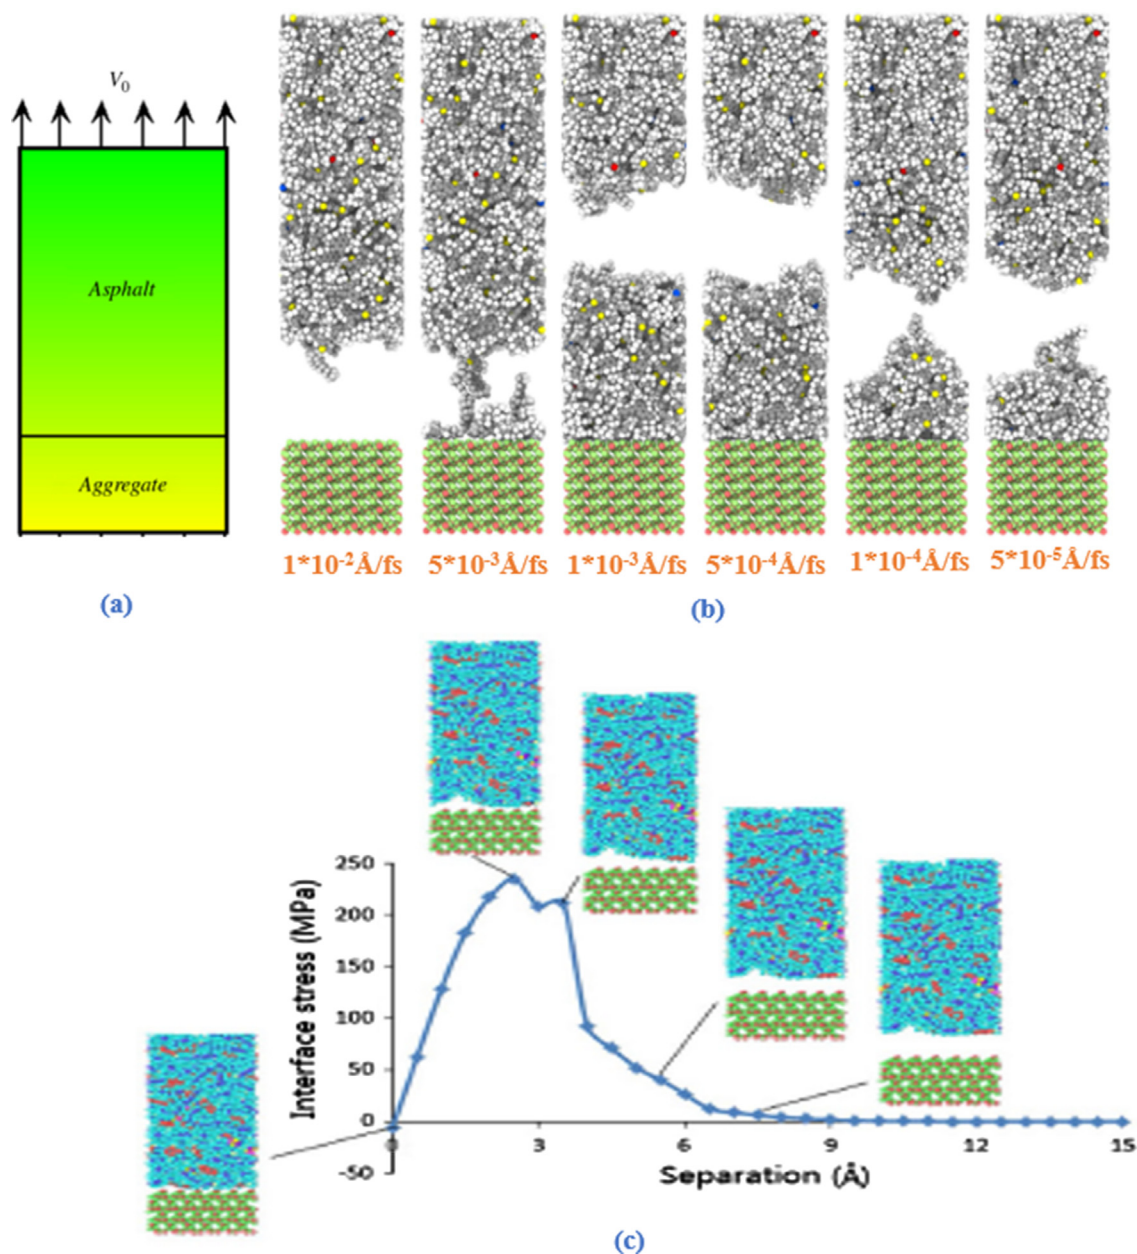 V₀
Asphalt
Aggregate
(a)
1*10⁻²Å/fs 5*10⁻³Å/fs 1*10⁻³Å/fs 5*10⁻⁴Å/fs 1*10⁻⁴Å/fs 5*10⁻⁵Å/fs
(b)
Interface stress (MPa)
250
200
150
100
50
0
-50
0 3 6 9 12 15
Separation (Å)
(c)